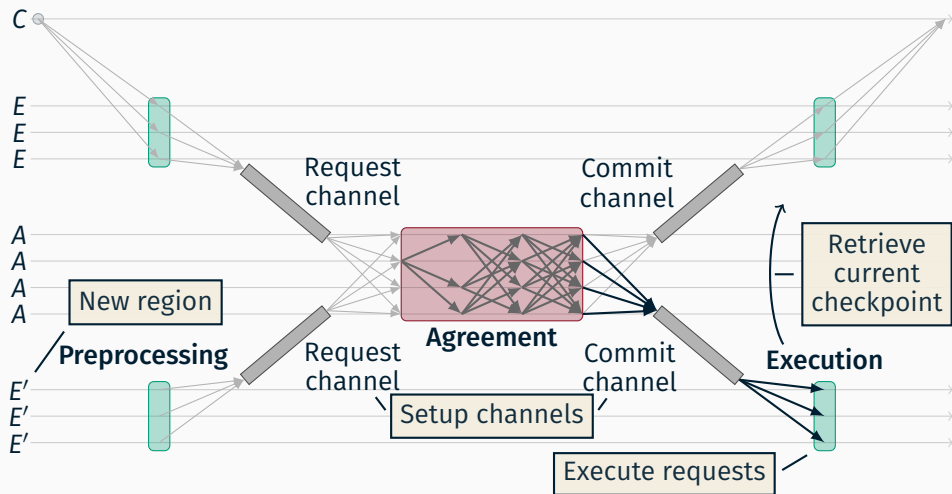 C
E
E
E
Request
channel
Commit
channel
A
A
A
A
Retrieve
current
checkpoint
New region
Agreement
Preprocessing
Request
channel
Commit
channel
Execution
E′
E′
E′
Setup channels
Execute requests